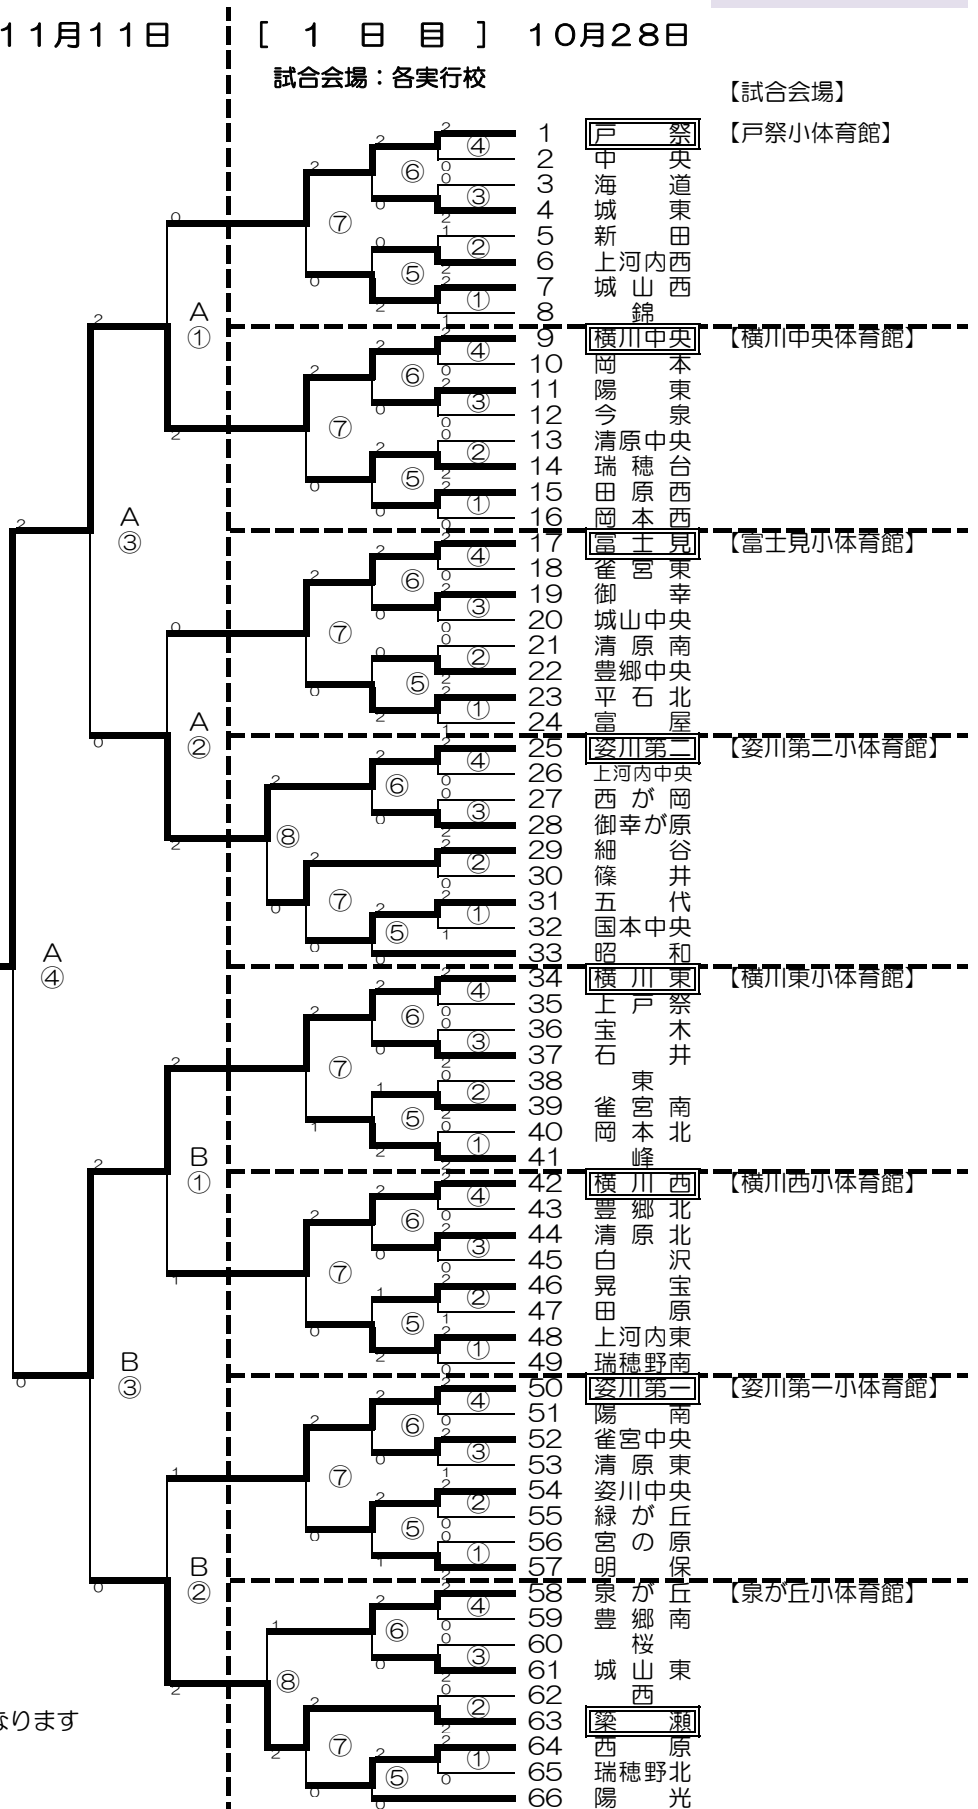 11月11日 [ 1 日 目 ] 10月28日
試合会場：各実行校
【試合会場】
1 戸祭 【戸祭小体育館】
2 中央
3 海道
4 城東
5 新田
6 上河内西
7 城山西
8 錦
9 横川中央 【横川中央体育館】
10 岡本
11 陽東
12 今泉
13 清原中央
14 瑞穂台
15 田原西
16 岡本西
17 富士見 【富士見小体育館】
18 雀宮東
19 御幸
20 城山中央
21 清原南
22 豊郷中央
23 平石北
24 富屋
25 姿川第二 【姿川第二小体育館】
26 上河内中央
27 西が岡
28 御幸が原
29 細谷
30 篠井
31 五代
32 国本中央
33 昭和
34 横川東 【横川東小体育館】
35 上戸祭
36 宝木
37 石井
38 東
39 雀宮南
40 岡本北
41 峰
42 横川西 【横川西小体育館】
43 豊郷北
44 清原北
45 白沢
46 晃宝
47 田原
48 上河内東
49 瑞穂野南
50 姿川第一 【姿川第一小体育館】
51 陽南
52 雀宮中央
53 清原東
54 姿川中央
55 緑が丘
56 宮の原
57 明保
58 泉が丘 【泉が丘小体育館】
59 豊郷南
60 桜
61 城山東
62 西
63 簗瀬
64 西原
65 瑞穂野北
66 陽光
A
①
A
③
A
②
A
④
B
①
B
③
B
②
なります